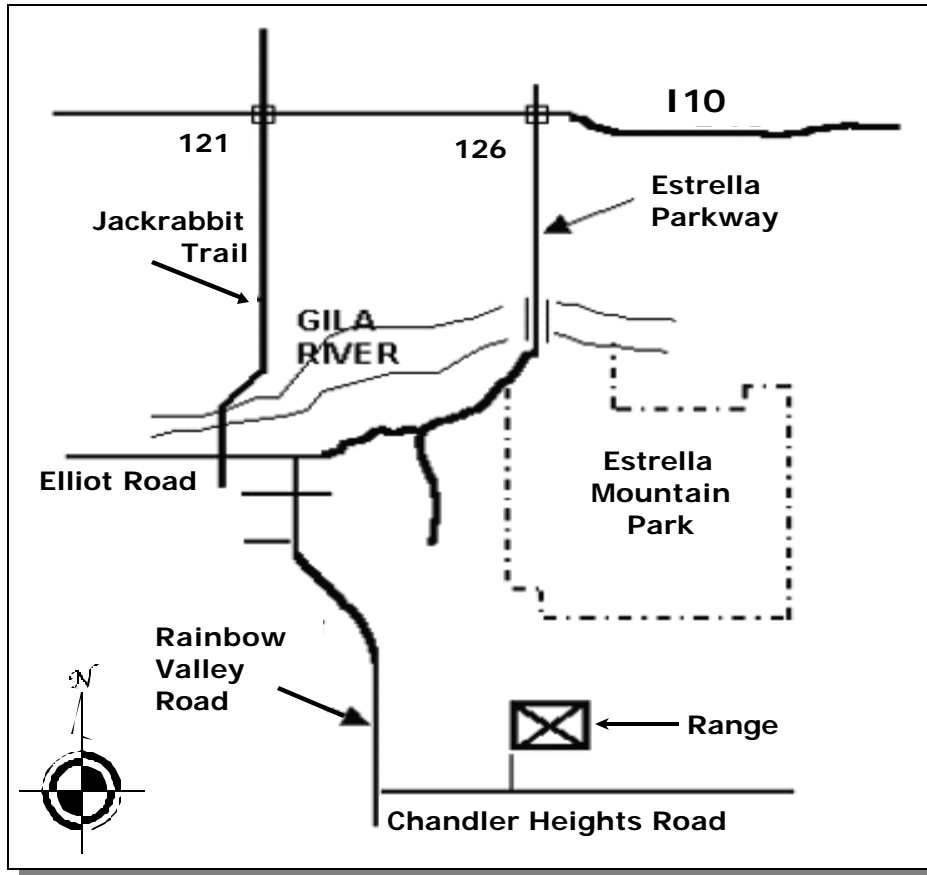 I10
121
126
Estrella
Parkway
Jackrabbit
Trail
GILA
RIVER
Elliot Road
Estrella
Mountain
Park
Rainbow
Valley
Road
N
Range
Chandler Heights Road